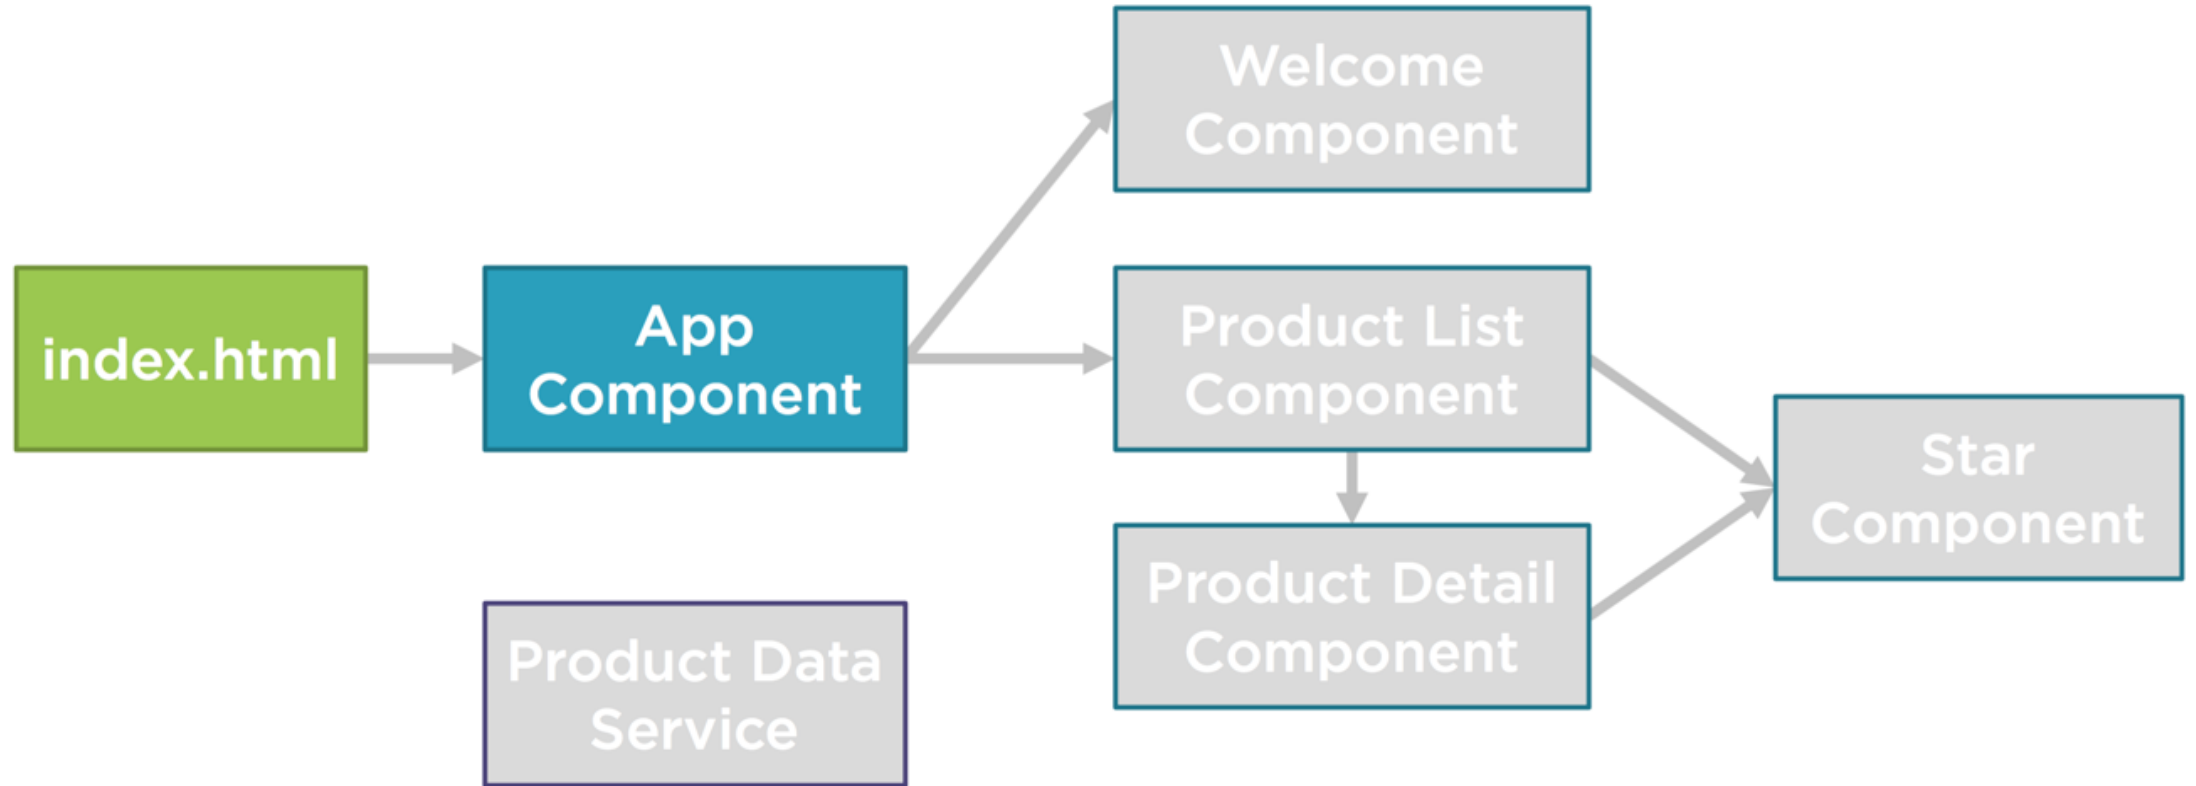 Welcome
Component
index.html
App
Component
Product List
Component
Star
Component
Product Detail
Component
Product Data
Service